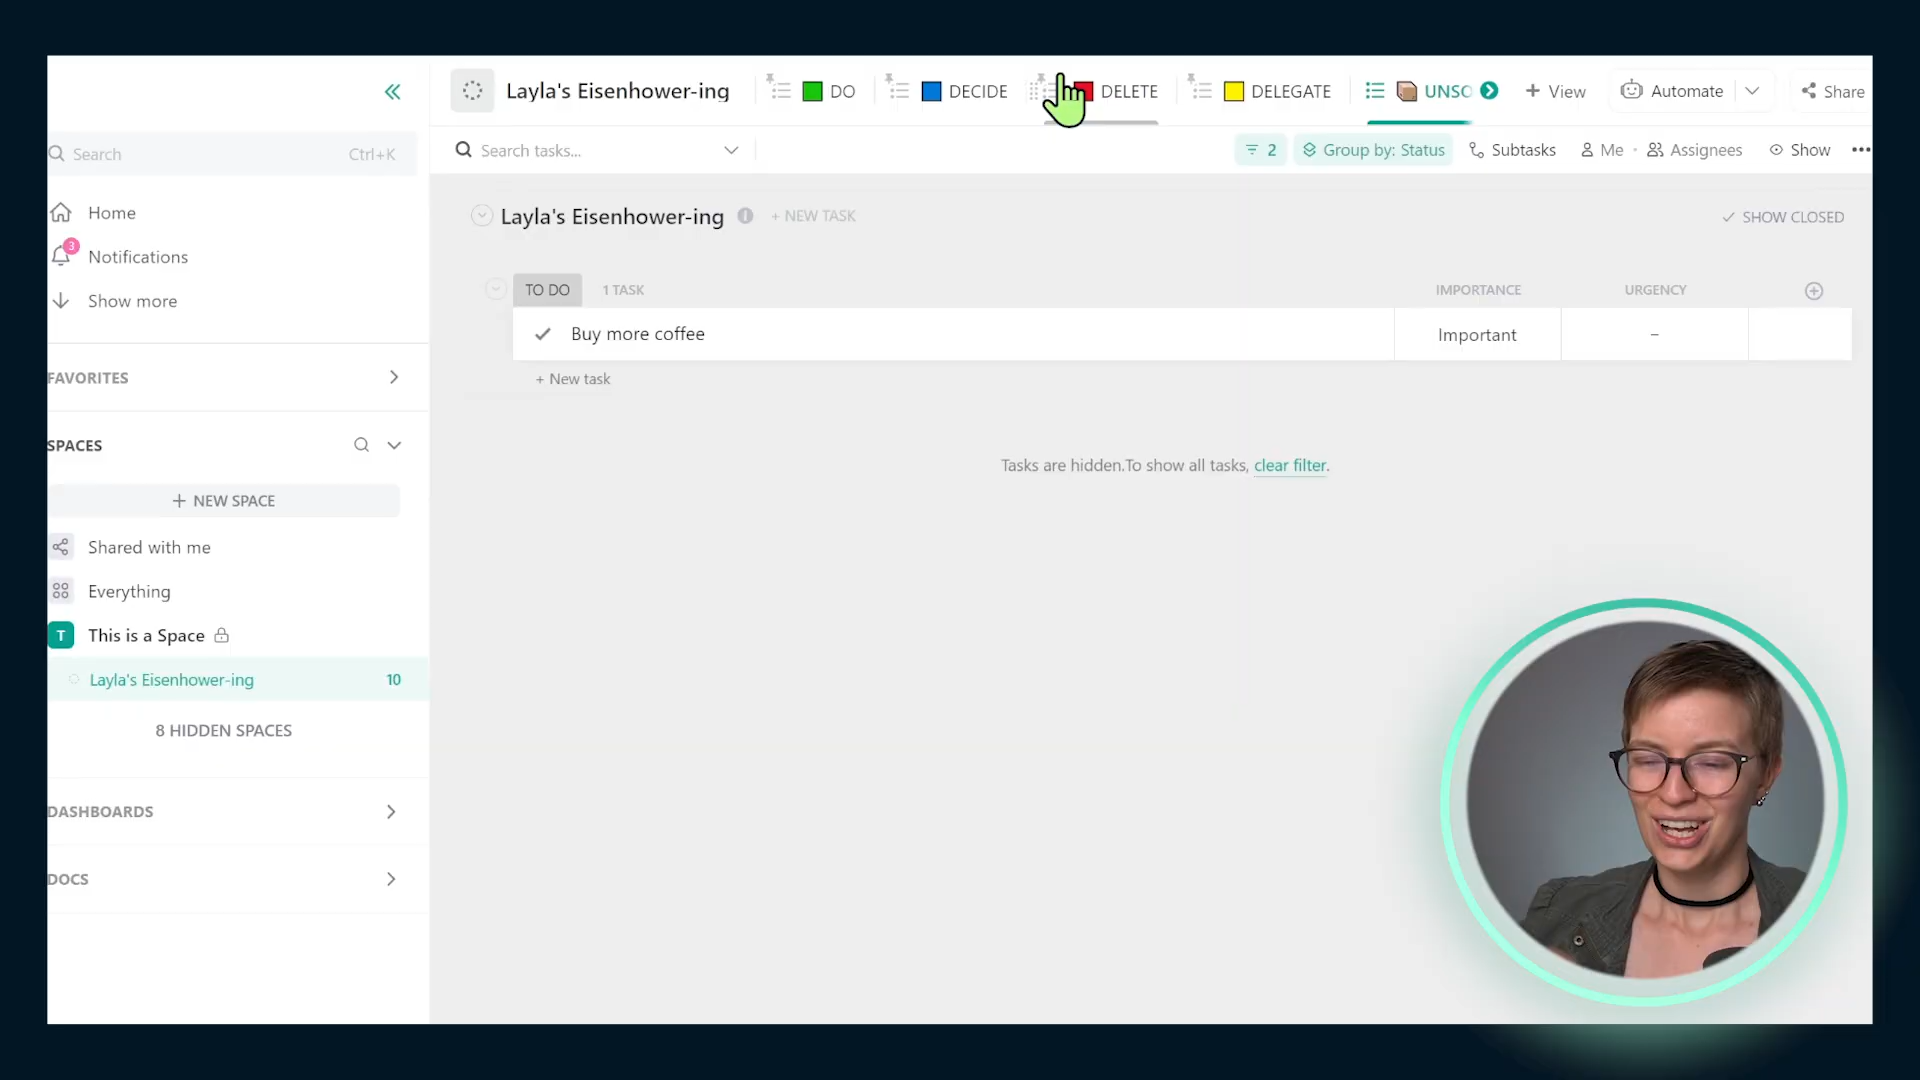 Layla's Eisenhower-ing
DO
DECIDE
DELETE
DELEGATE
UNSO
+ View
Automate
Share
Search
Ctrl+K
Search tasks...
2
Group by: Status
Subtasks
Me
Assignees
Show
Home
3
Notifications
Show more
Layla's Eisenhower-ing
+ NEW TASK
SHOW CLOSED
TO DO
1 TASK
IMPORTANCE
URGENCY
Buy more coffee
Important
–
+ New task
Tasks are hidden.To show all tasks, clear filter.
FAVORITES
SPACES
+ NEW SPACE
Shared with me
Everything
T
This is a Space
Layla's Eisenhower-ing
10
8 HIDDEN SPACES
DASHBOARDS
DOCS